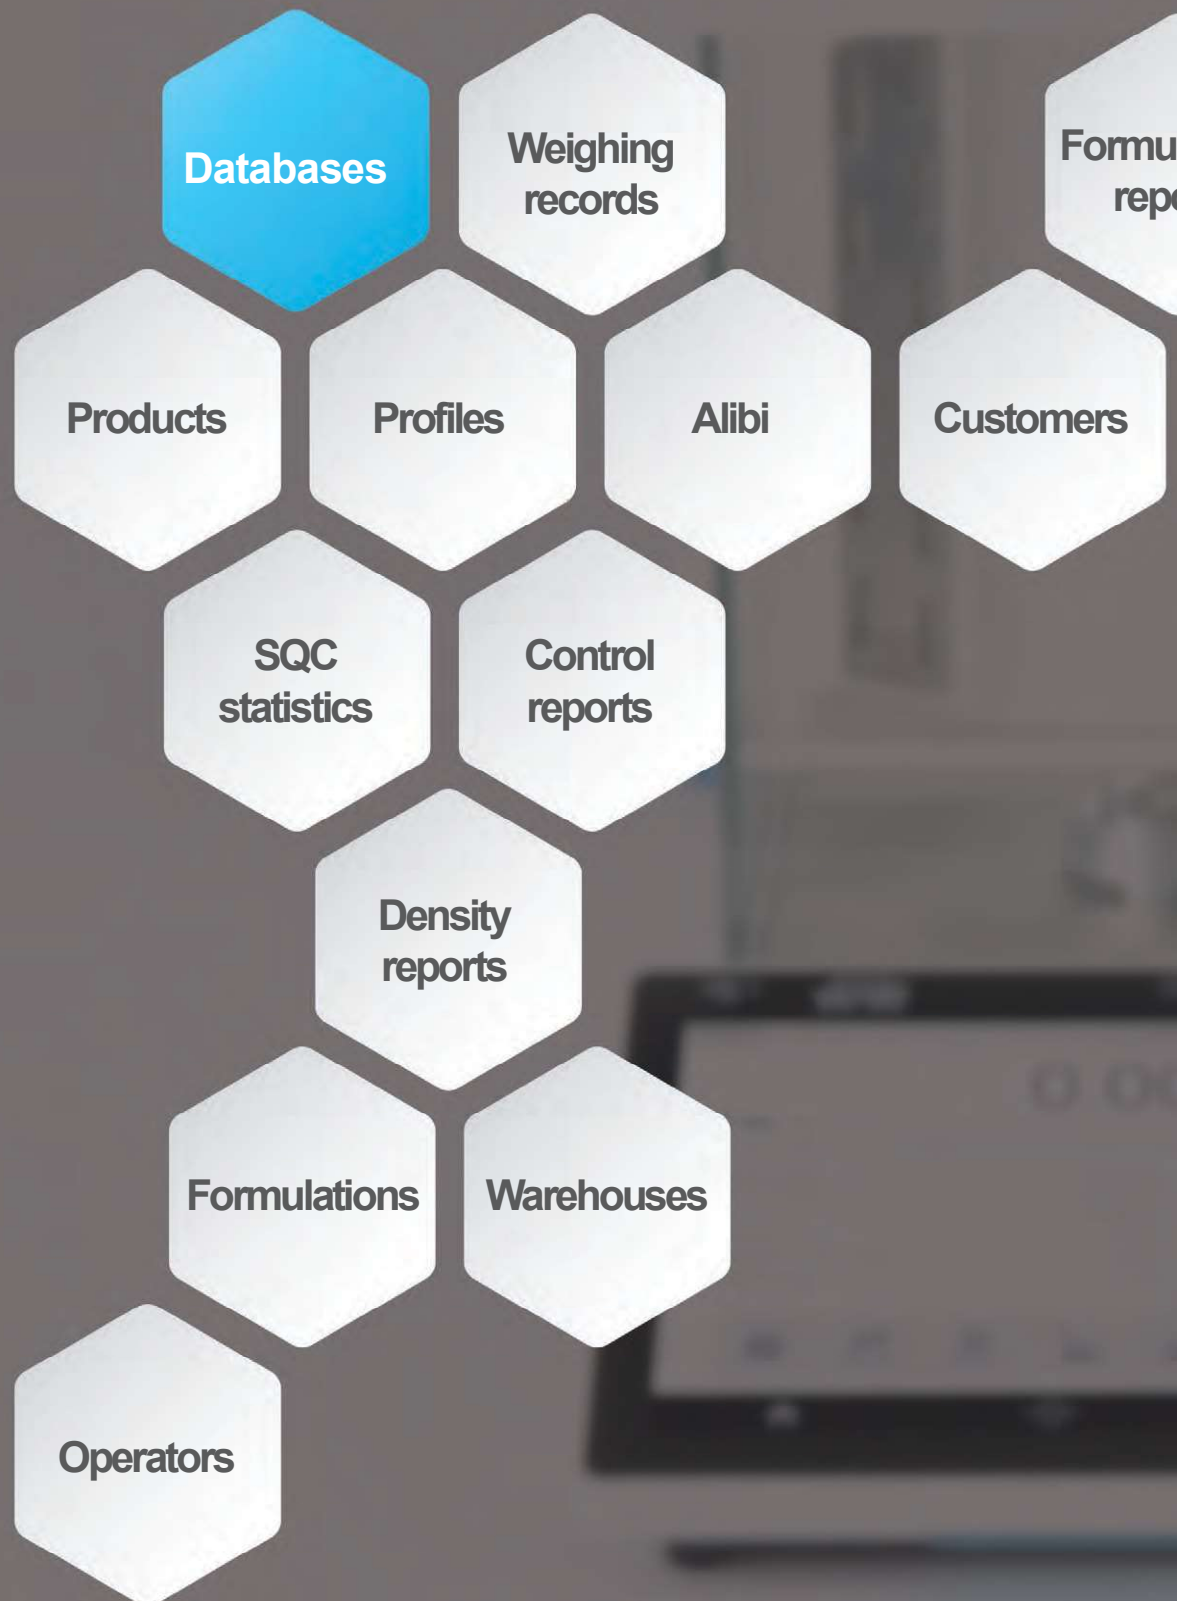 Databases
Weighing
records
Products
Profiles
Alibi
Customers
SQC
statistics
Control
reports
Density
reports
Formulations
Warehouses
Operators